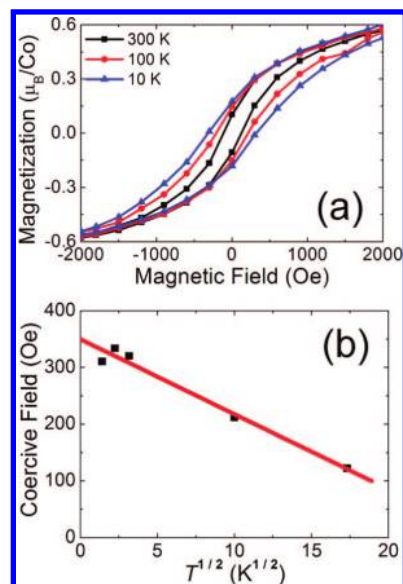 0.6
0.3
0.0
-0.3
-0.6
Magnetization (μB/Co)
300 K
100 K
10 K
(a)
-2000 -1000 0 1000 2000
Magnetic Field (Oe)
400
300
200
100
0
Coercive Field (Oe)
(b)
0 5 10 15 20
T^1/2 (K^1/2)